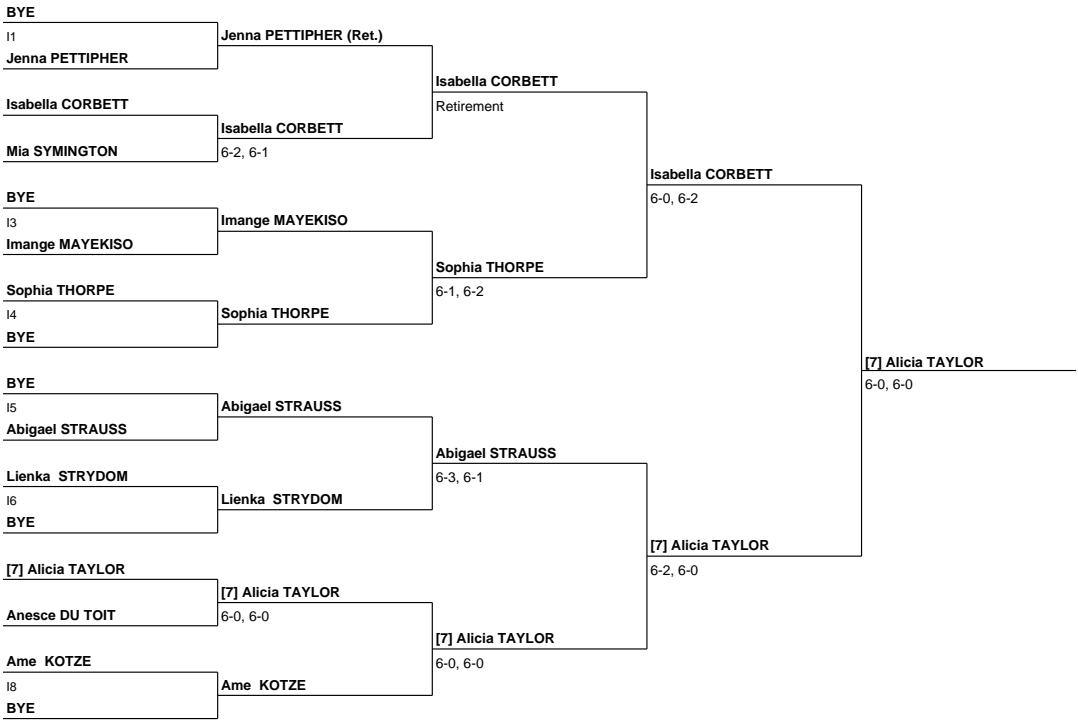 BYE
I1
Jenna PETTIPHER
Isabella CORBETT
Mia SYMINGTON
BYE
I3
Imange MAYEKISO
Sophia THORPE
I4
BYE
BYE
I5
Abigael STRAUSS
Lienka STRYDOM
I6
BYE
[7] Alicia TAYLOR
Anesce DU TOIT
Ame KOTZE
I8
BYE
Jenna PETTIPHER (Ret.)
Isabella CORBETT
6-2, 6-1
Imange MAYEKISO
Sophia THORPE
Abigael STRAUSS
Lienka STRYDOM
[7] Alicia TAYLOR
6-0, 6-0
Ame KOTZE
Isabella CORBETT
Retirement
Sophia THORPE
6-1, 6-2
Abigael STRAUSS
6-3, 6-1
[7] Alicia TAYLOR
6-0, 6-0
Isabella CORBETT
6-0, 6-2
[7] Alicia TAYLOR
6-2, 6-0
[7] Alicia TAYLOR
6-0, 6-0